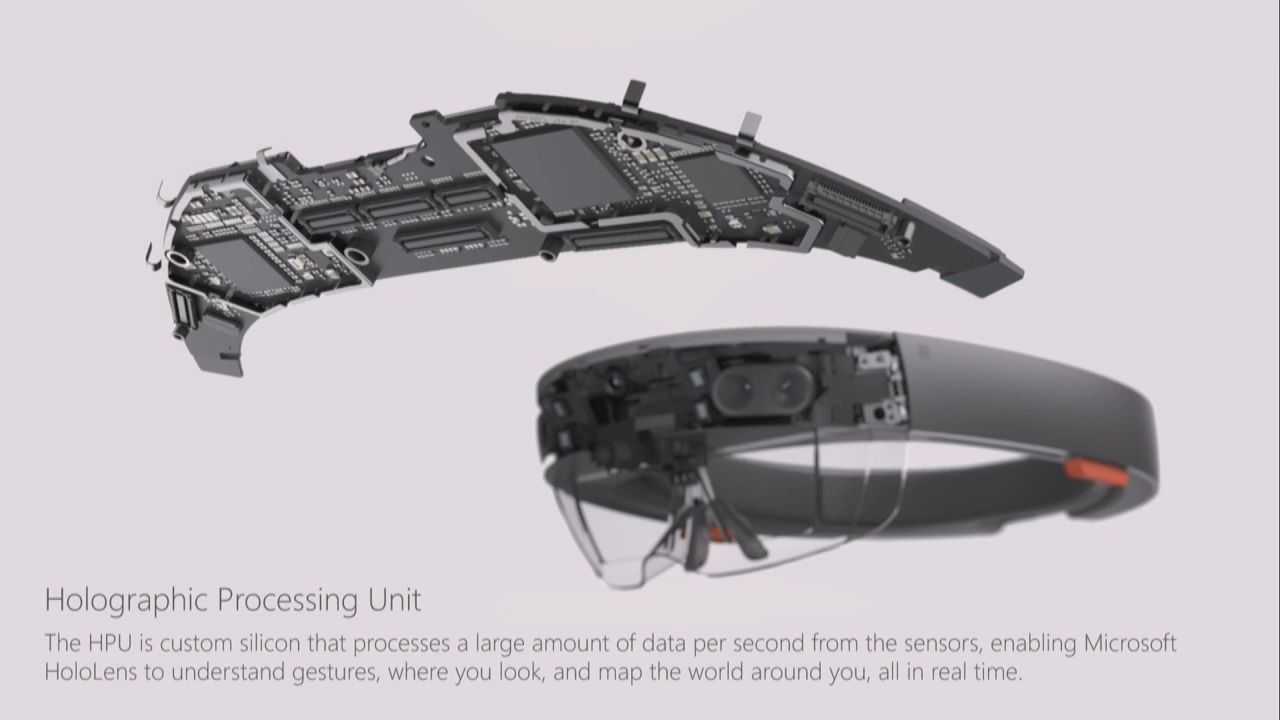 Holographic Processing Unit
The HPU is custom silicon that processes a large amount of data per second from the sensors, enabling Microsoft
HoloLens to understand gestures, where you look, and map the world around you, all in real time.